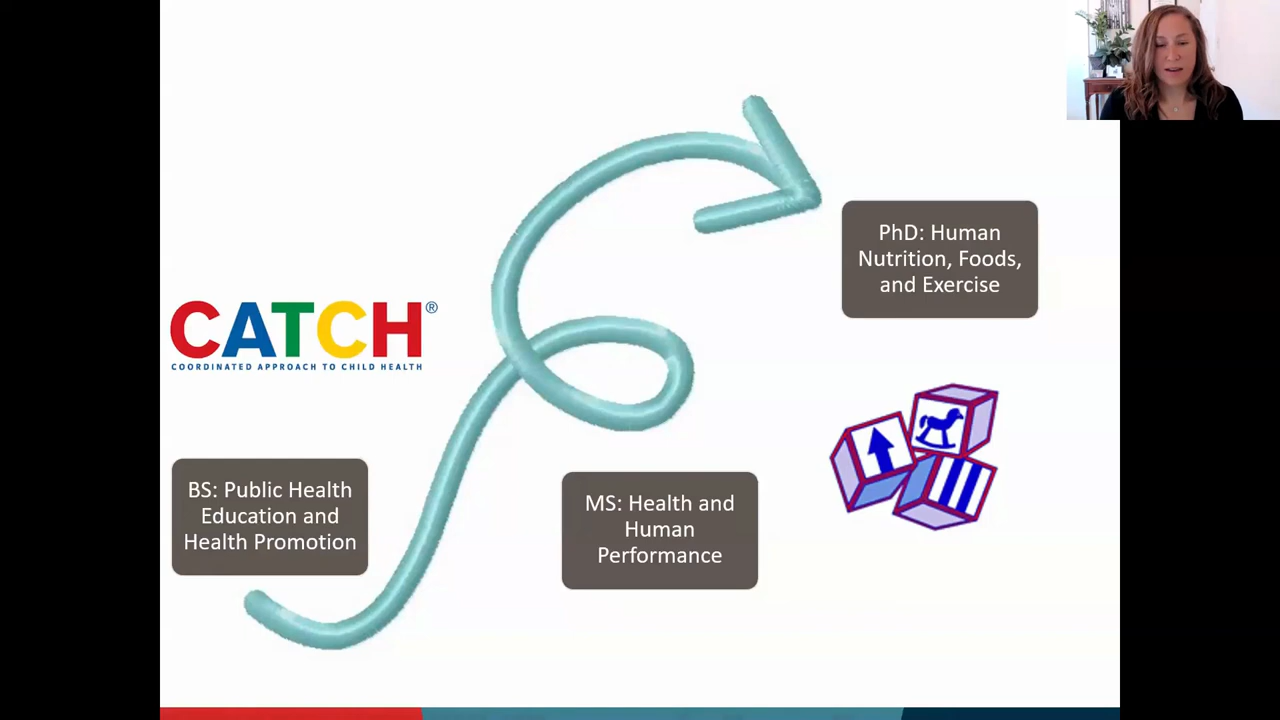 PhD: Human
Nutrition, Foods,
and Exercise
CATCH®
COORDINATED APPROACH TO CHILD HEALTH
BS: Public Health
Education and
Health Promotion
MS: Health and
Human
Performance